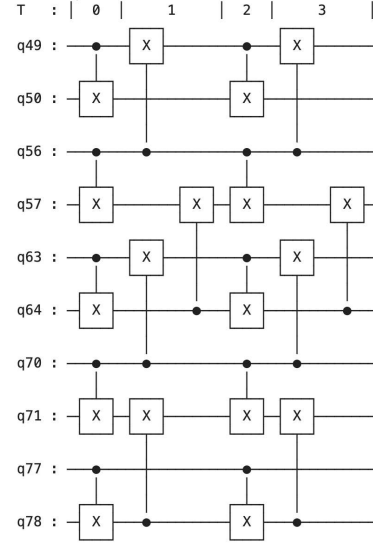 T : | 0 | 1 | 2 | 3 |
q49 : X X
q50 : X X
q56 :
q57 : X X X X
q63 : X X
q64 : X X
q70 :
q71 : X X X X
q77 :
q78 : X X